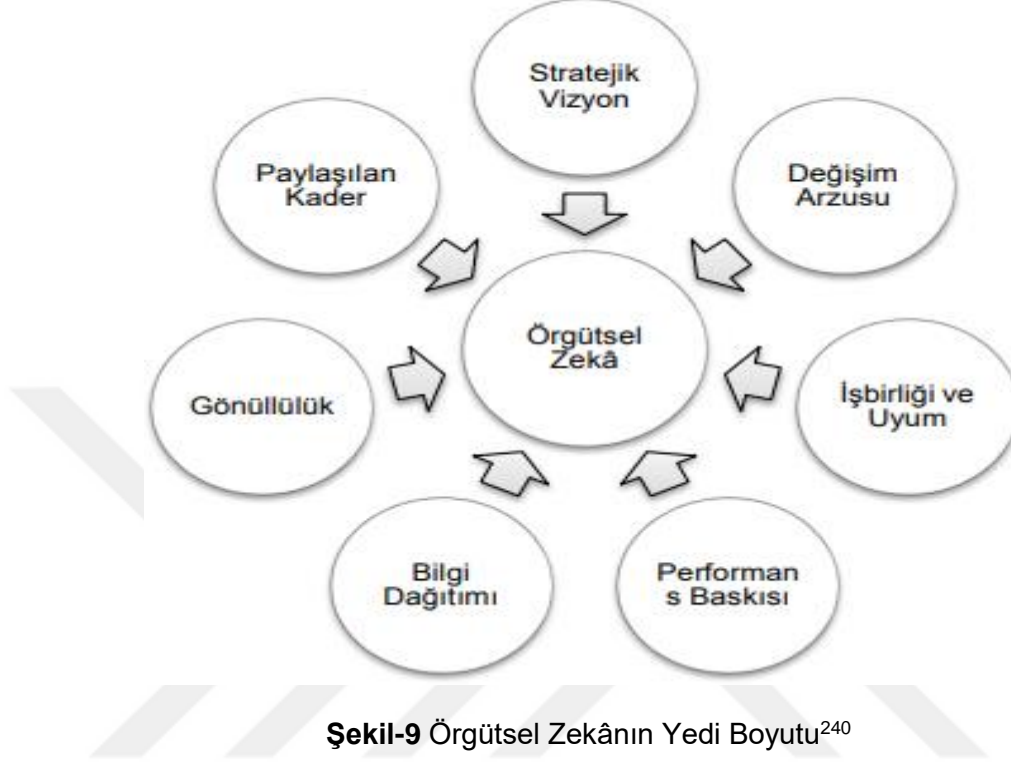 Stratejik
Vizyon
Paylaşılan
Kader
Değişim
Arzusu
Örgütsel
Zekâ
Gönüllülük
İşbirliği ve
Uyum
Bilgi
Dağıtımı
Performan
s Baskısı
Şekil-9 Örgütsel Zekânın Yedi Boyutu240